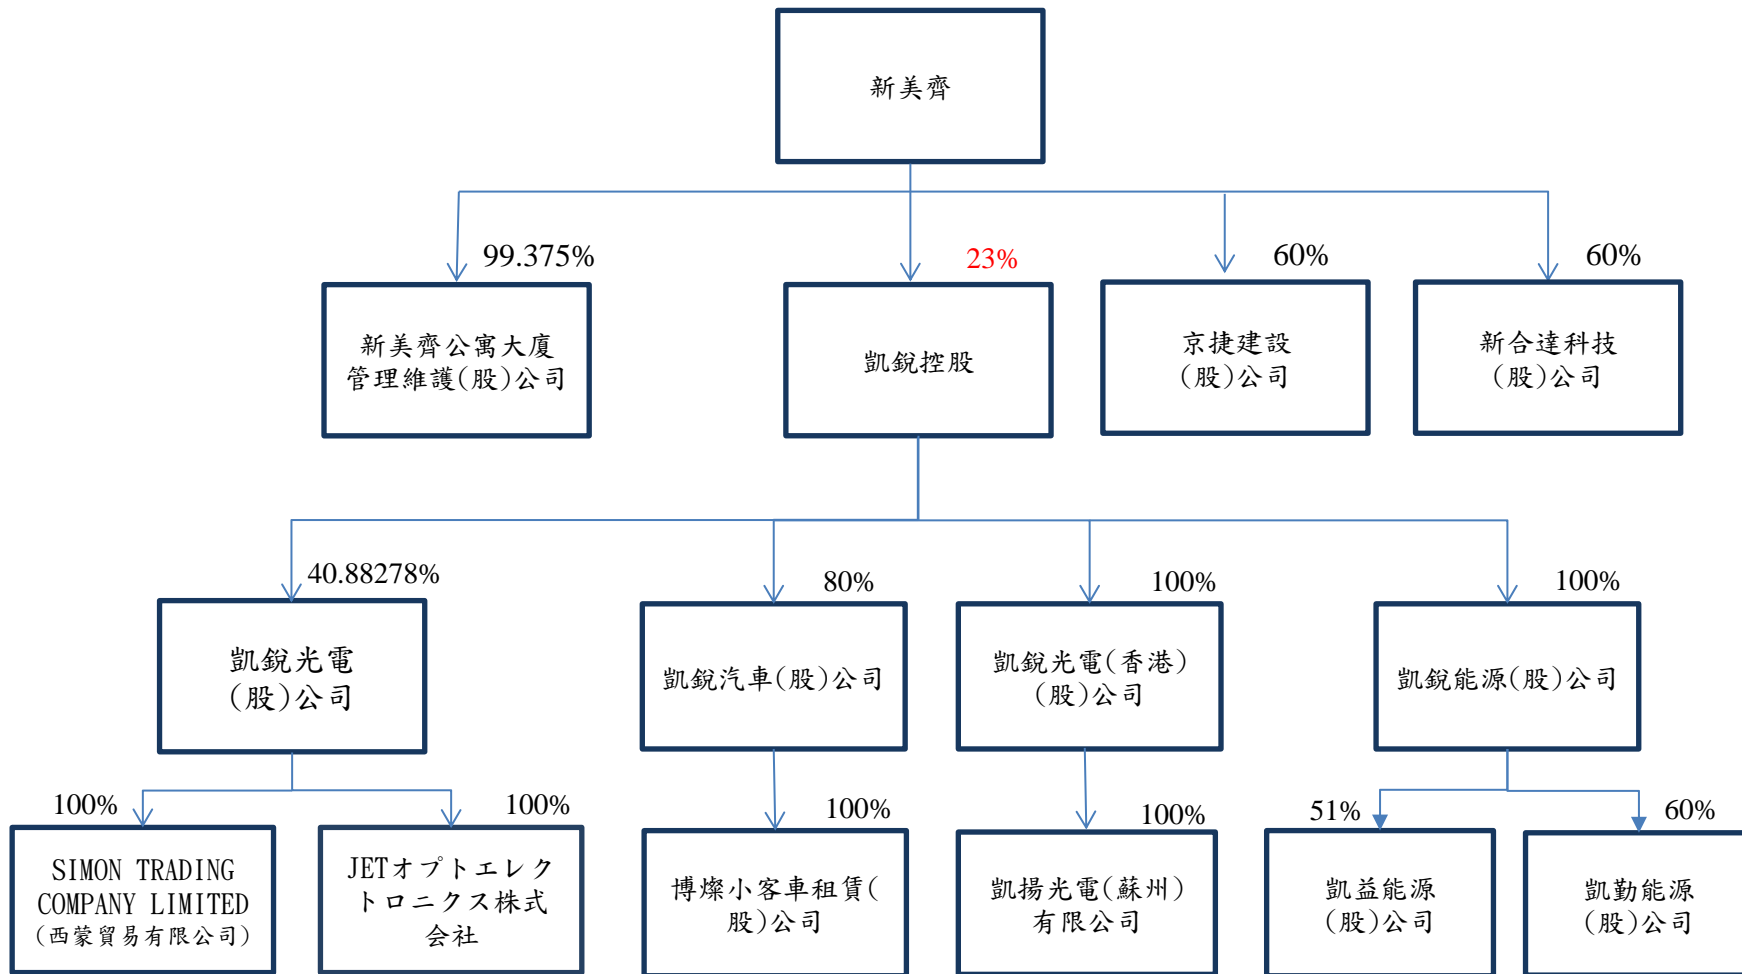 新美齊
99.375%
23%
60%
60%
新美齊公寓大廈
管理維護(股)公司
凱銳控股
京捷建設
(股)公司
新合達科技
(股)公司
40.88278%
80%
100%
100%
凱銳光電
(股)公司
凱銳汽車(股)公司
凱銳光電(香港)
(股)公司
凱銳能源(股)公司
100%
100%
100%
100%
51%
60%
SIMON TRADING
COMPANY LIMITED
(西蒙貿易有限公司)
JETオプトエレク
トロニクス株式
会社
博燦小客車租賃(
股)公司
凱揚光電(蘇州)
有限公司
凱益能源
(股)公司
凱勤能源
(股)公司